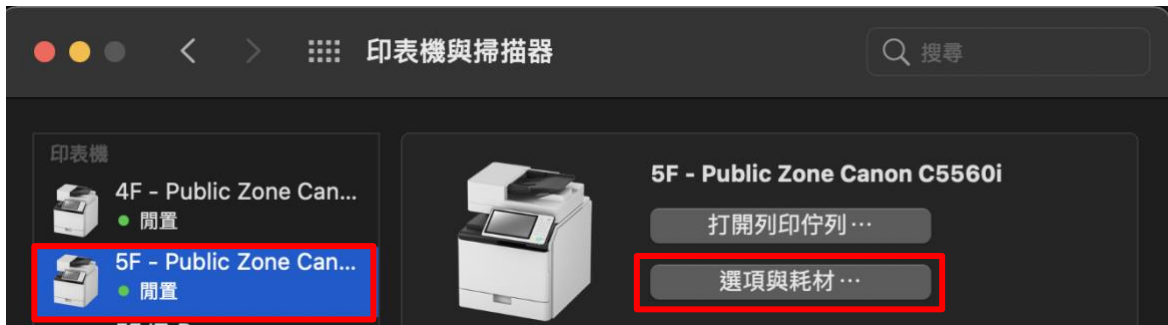 印表機與掃描器
搜尋
印表機
4F - Public Zone Can...
閒置
5F - Public Zone Can...
閒置
5F - Public Zone Canon C5560i
打開列印佇列…
選項與耗材…